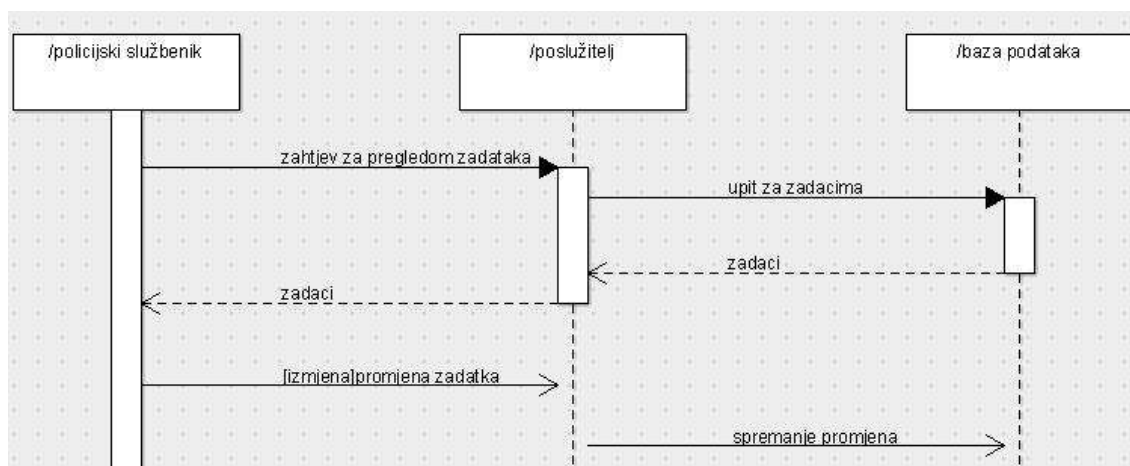 /policijski službenik
/poslužitelj
/baza podataka
zahtjev za pregledom zadataka
upit za zadacima
zadaci
zadaci
[izmjena]promjena zadatka
spremanje promjena